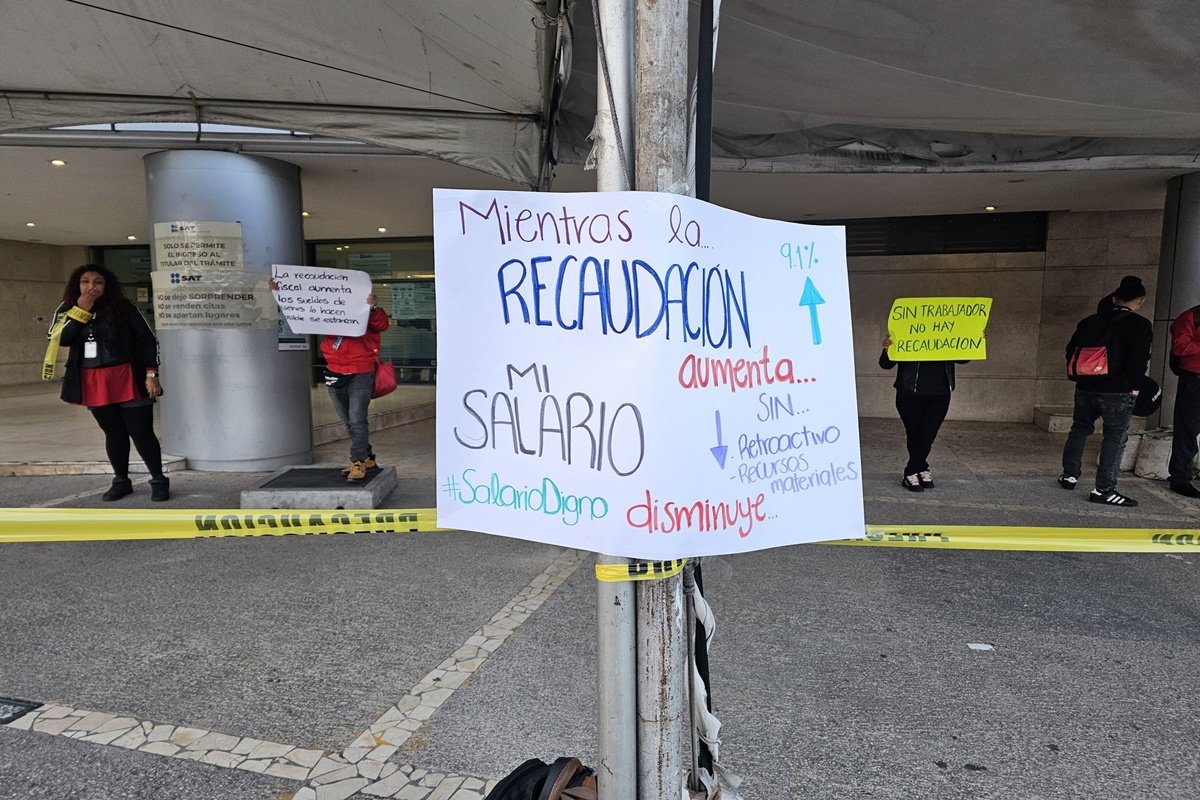 SAT
SOLO SE PERMITE
EL INGRESO AL
TITULAR DEL TRÁMITE
SAT
NO se deje SORPRENDER
NO se venden citas
NO se apartan lugares
La recaudación
fiscal aumenta
los sueldos de
lo hacen
posible se estancan.
Mientras la...
RECAUDACIÓN
9.1%
aumenta...
MI
SALARIO
SIN...
- Retroactivo
- Recursos
materiales
#SalarioDigno
disminuye...
SIN TRABAJADOR
NO HAY
RECAUDACION
PRECAUCION